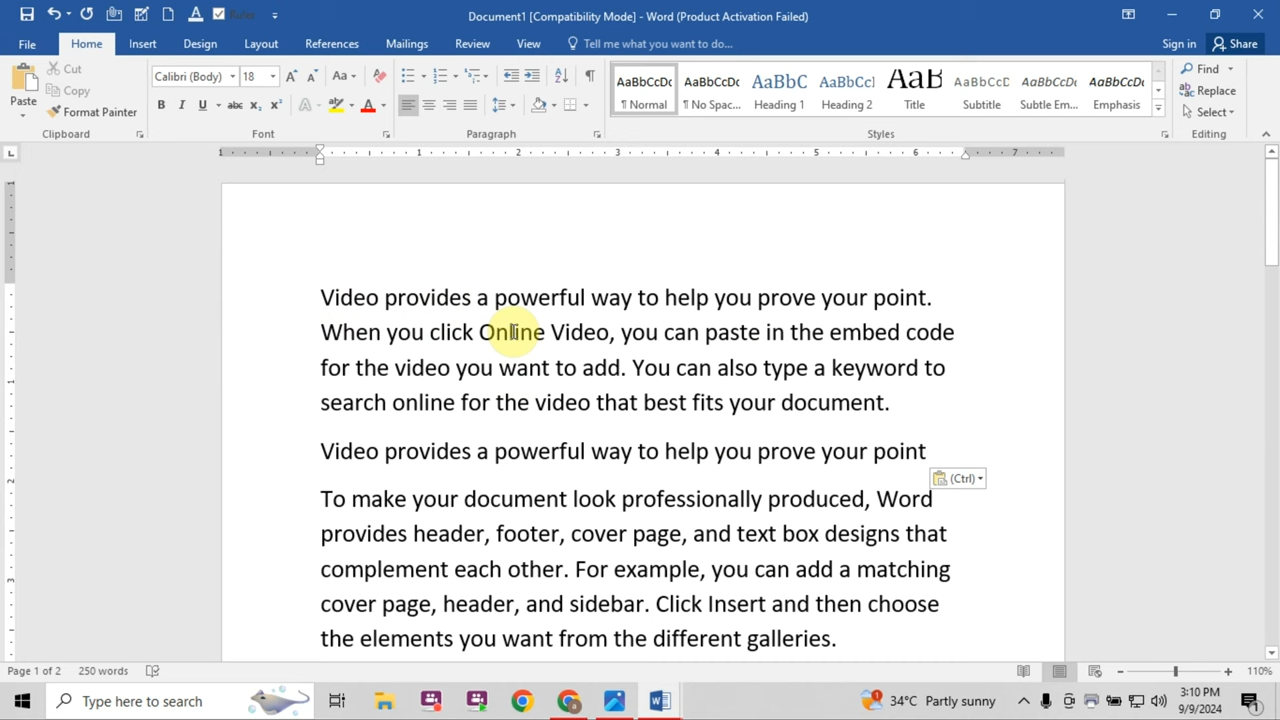 Rules
Document1 [Compatibility Mode] - Word (Product Activation Failed)
File Home Insert Design Layout References Mailings Review View Tell me what you want to do... Sign in Share
Paste
Cut
Copy
Format Painter
Calibri (Body) 18
AaBbCcDc AaBbCcDc AaBbC AaBbCcl AaB AaBbCcD AaBbCcDc AaBbCcDc
¶ Normal ¶ No Spac... Heading 1 Heading 2 Title Subtitle Subtle Em... Emphasis
Find
Replace
Select
Clipboard Font Paragraph Styles Editing
1 1 2 3 4 5 6 7
Video provides a powerful way to help you prove your point.
When you click Online Video, you can paste in the embed code
for the video you want to add. You can also type a keyword to
search online for the video that best fits your document.
Video provides a powerful way to help you prove your point
(Ctrl)
To make your document look professionally produced, Word
provides header, footer, cover page, and text box designs that
complement each other. For example, you can add a matching
cover page, header, and sidebar. Click Insert and then choose
the elements you want from the different galleries.
Page 1 of 2 250 words 110%
Type here to search
34°C Partly sunny
3:10 PM
9/9/2024